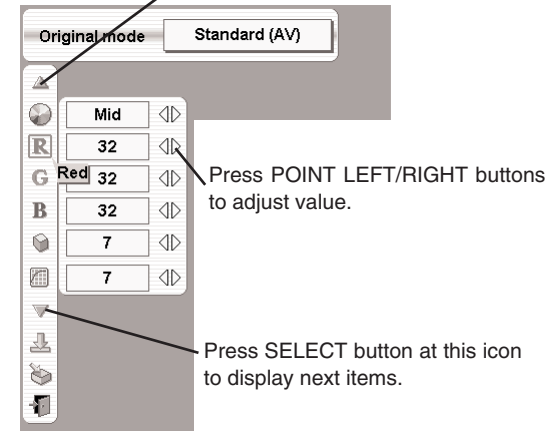 Original mode Standard (AV)
Mid
R 32
G Red 32
B 32
7
7
Press POINT LEFT/RIGHT buttons
to adjust value.
Press SELECT button at this icon
to display next items.